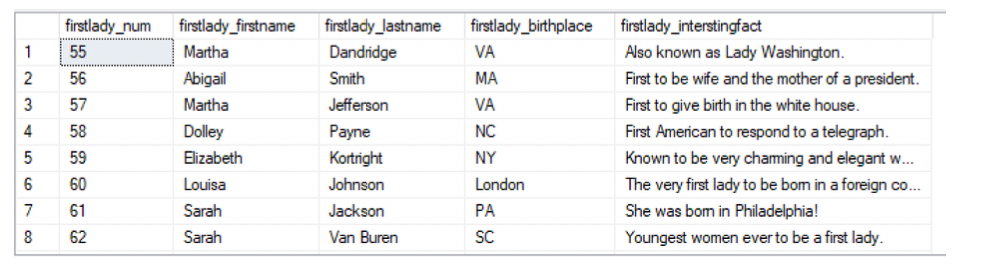 firstlady_num firstlady_firstname firstlady_lastname firstlady_birthplace firstlady_interstingfact
1 55 Martha Dandridge VA Also known as Lady Washington.
2 56 Abigail Smith MA First to be wife and the mother of a president.
3 57 Martha Jefferson VA First to give birth in the white house.
4 58 Dolley Payne NC First American to respond to a telegraph.
5 59 Elizabeth Kortright NY Known to be very charming and elegant w...
6 60 Louisa Johnson London The very first lady to be born in a foreign co...
7 61 Sarah Jackson PA She was born in Philadelphia!
8 62 Sarah Van Buren SC Youngest women ever to be a first lady.